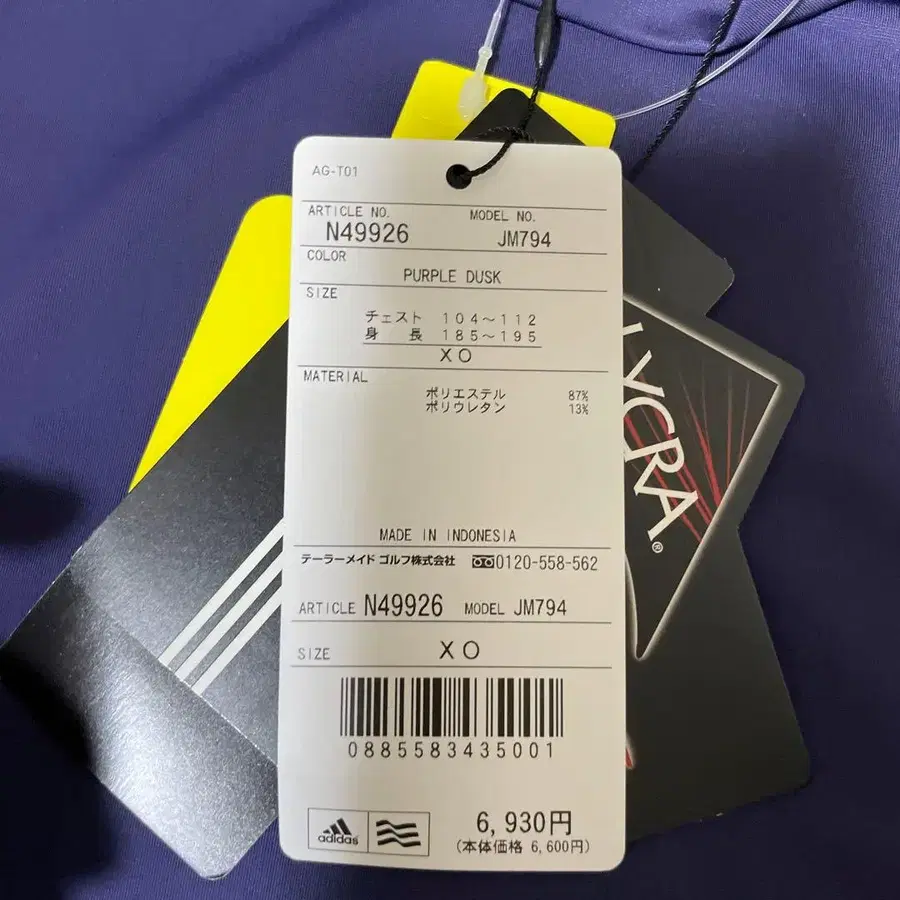 AG-T01
ARTICLE NO. MODEL NO.
N49926 JM794
COLOR
PURPLE DUSK
SIZE
チェスト 104～112
身長 185～195
XO
MATERIAL
ポリエステル 87%
ポリウレタン 13%
MADE IN INDONESIA
テーラーメイド ゴルフ株式会社 0120-558-562
ARTICLE N49926 MODEL JM794
SIZE XO
0885583435001
adidas
6,930円
(本体価格 6,600円)
LYCRA®